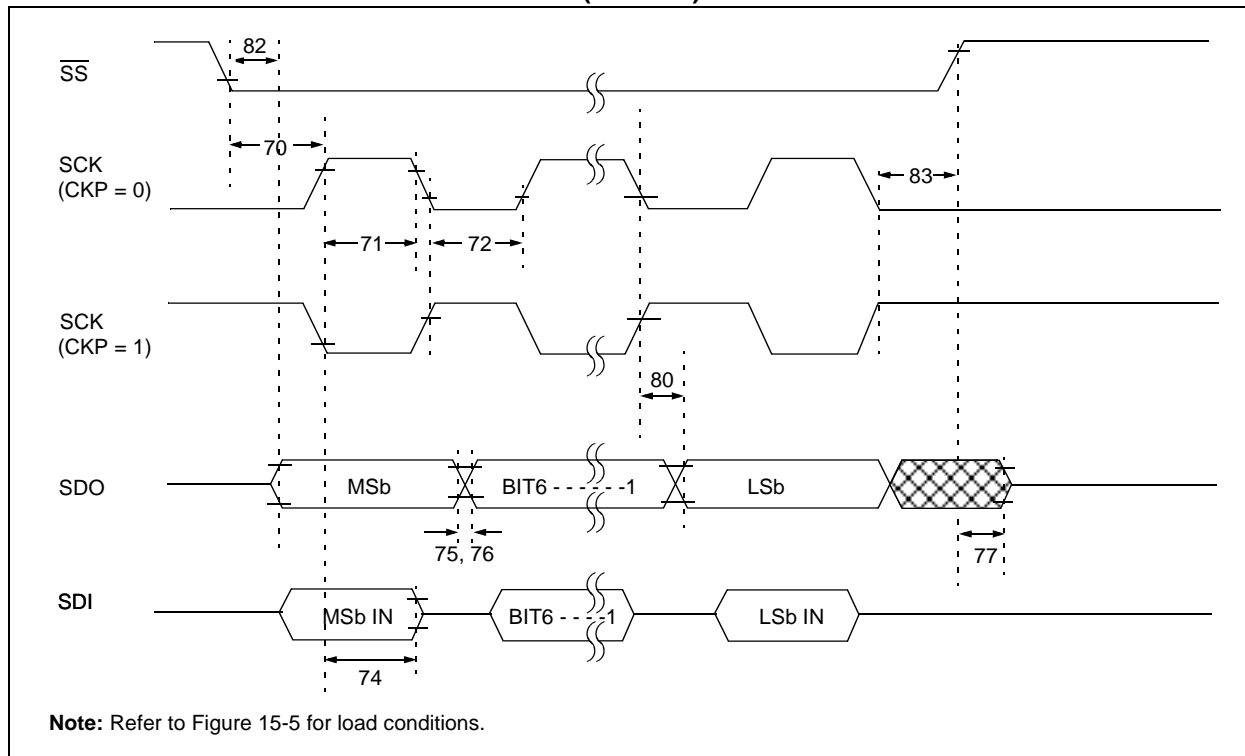 82
SS
70
SCK
(CKP = 0)
83
71
72
SCK
(CKP = 1)
80
SDO
MSb
BIT6 - - - - - -1
LSb
75, 76
77
SDI
MSb IN
BIT6 - - - -1
LSb IN
74
Note: Refer to Figure 15-5 for load conditions.